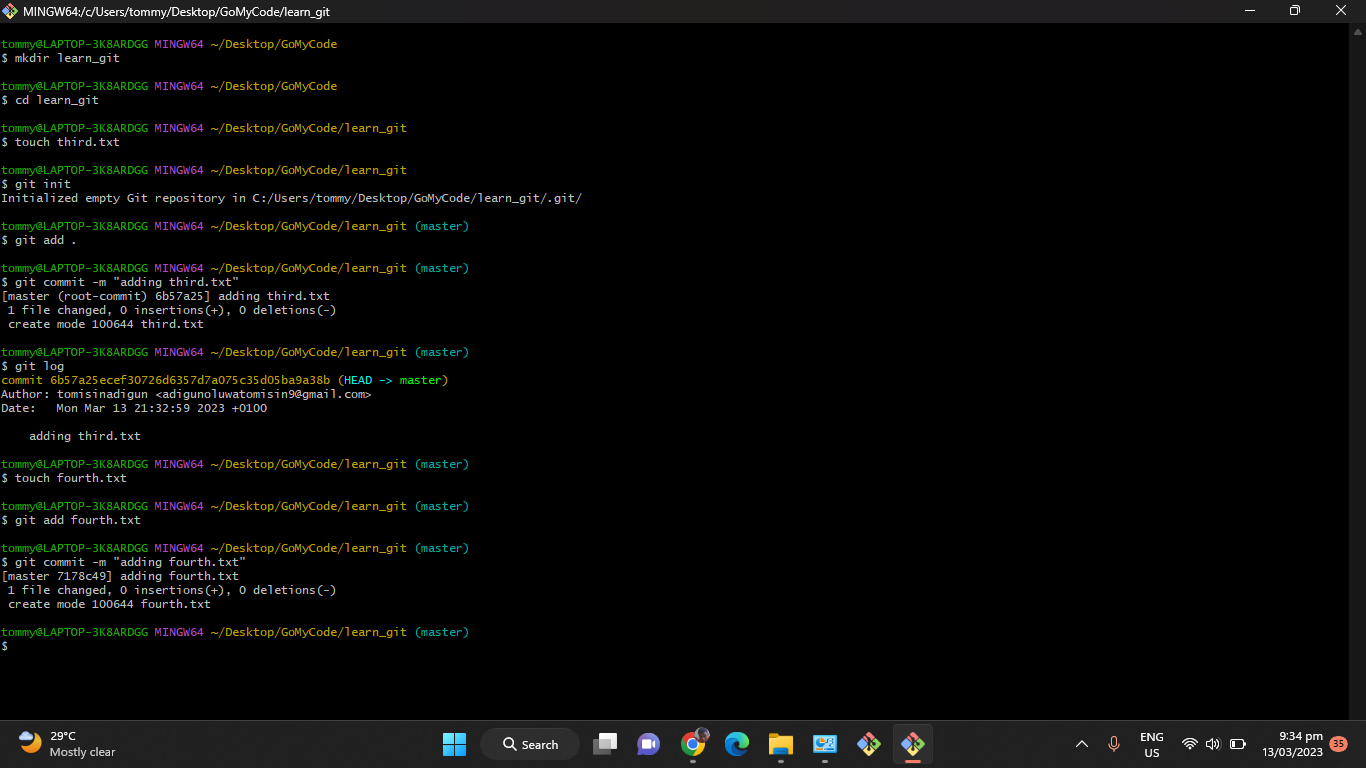 MINGW64:/c/Users/tommy/Desktop/GoMyCode/learn_git
tommy@LAPTOP-3K8ARDGG MINGW64 ~/Desktop/GoMyCode
$ mkdir learn_git
tommy@LAPTOP-3K8ARDGG MINGW64 ~/Desktop/GoMyCode
$ cd learn_git
tommy@LAPTOP-3K8ARDGG MINGW64 ~/Desktop/GoMyCode/learn_git
$ touch third.txt
tommy@LAPTOP-3K8ARDGG MINGW64 ~/Desktop/GoMyCode/learn_git
$ git init
Initialized empty Git repository in C:/Users/tommy/Desktop/GoMyCode/learn_git/.git/
tommy@LAPTOP-3K8ARDGG MINGW64 ~/Desktop/GoMyCode/learn_git (master)
$ git add .
tommy@LAPTOP-3K8ARDGG MINGW64 ~/Desktop/GoMyCode/learn_git (master)
$ git commit -m "adding third.txt"
[master (root-commit) 6b57a25] adding third.txt
 1 file changed, 0 insertions(+), 0 deletions(-)
 create mode 100644 third.txt
tommy@LAPTOP-3K8ARDGG MINGW64 ~/Desktop/GoMyCode/learn_git (master)
$ git log
commit 6b57a25ecef30726d6357d7a075c35d05ba9a38b (HEAD -> master)
Author: tomisinadigun <adigunoluwatomisin9@gmail.com>
Date:   Mon Mar 13 21:32:59 2023 +0100
    adding third.txt
tommy@LAPTOP-3K8ARDGG MINGW64 ~/Desktop/GoMyCode/learn_git (master)
$ touch fourth.txt
tommy@LAPTOP-3K8ARDGG MINGW64 ~/Desktop/GoMyCode/learn_git (master)
$ git add fourth.txt
tommy@LAPTOP-3K8ARDGG MINGW64 ~/Desktop/GoMyCode/learn_git (master)
$ git commit -m "adding fourth.txt"
[master 7178c49] adding fourth.txt
 1 file changed, 0 insertions(+), 0 deletions(-)
 create mode 100644 fourth.txt
tommy@LAPTOP-3K8ARDGG MINGW64 ~/Desktop/GoMyCode/learn_git (master)
$
29°C
Mostly clear
Search
ENG
US
9:34 pm
13/03/2023
35